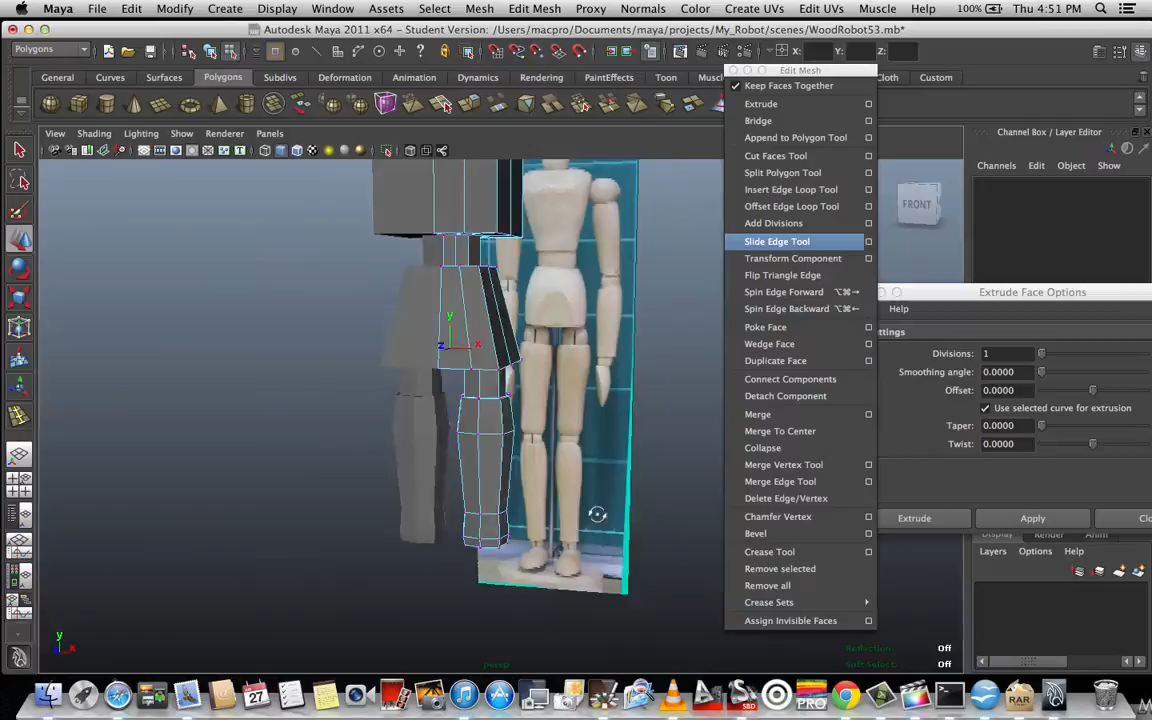 Maya File Edit Modify Create Display Window Assets Select Mesh Edit Mesh Proxy Normals Color Create UVs Edit UVs Muscle Help 100% Thu 4:51 PM
Autodesk Maya 2011 x64 - Student Version: /Users/macpro/Documents/maya/projects/My_Robot/scenes/WoodRobot53.mb*
Polygons X: Y: Z:
General Curves Surfaces Polygons Subdivs Deformation Animation Dynamics Rendering PaintEffects Toon Cloth Custom
View Shading Lighting Show Renderer Panels
Edit Mesh
Keep Faces Together
Extrude
Bridge
Append to Polygon Tool
Cut Faces Tool
Split Polygon Tool
Insert Edge Loop Tool
Offset Edge Loop Tool
Add Divisions
Slide Edge Tool
Transform Component
Flip Triangle Edge
Spin Edge Forward ⌥⌘→
Spin Edge Backward ⌥⌘←
Poke Face
Wedge Face
Duplicate Face
Connect Components
Detach Component
Merge
Merge To Center
Collapse
Merge Vertex Tool
Merge Edge Tool
Delete Edge/Vertex
Chamfer Vertex
Bevel
Crease Tool
Remove selected
Remove all
Crease Sets
Assign Invisible Faces
Channel Box / Layer Editor
Channels Edit Object Show
FRONT
Extrude Face Options
Help
Divisions: 1
Smoothing angle: 0.0000
Offset: 0.0000
Use selected curve for extrusion
Taper: 0.0000
Twist: 0.0000
Extrude Apply
Layers Options Help
y
z x
y
x
persp
Off
Soft Select: Off
27
SBD
PRO
RAR